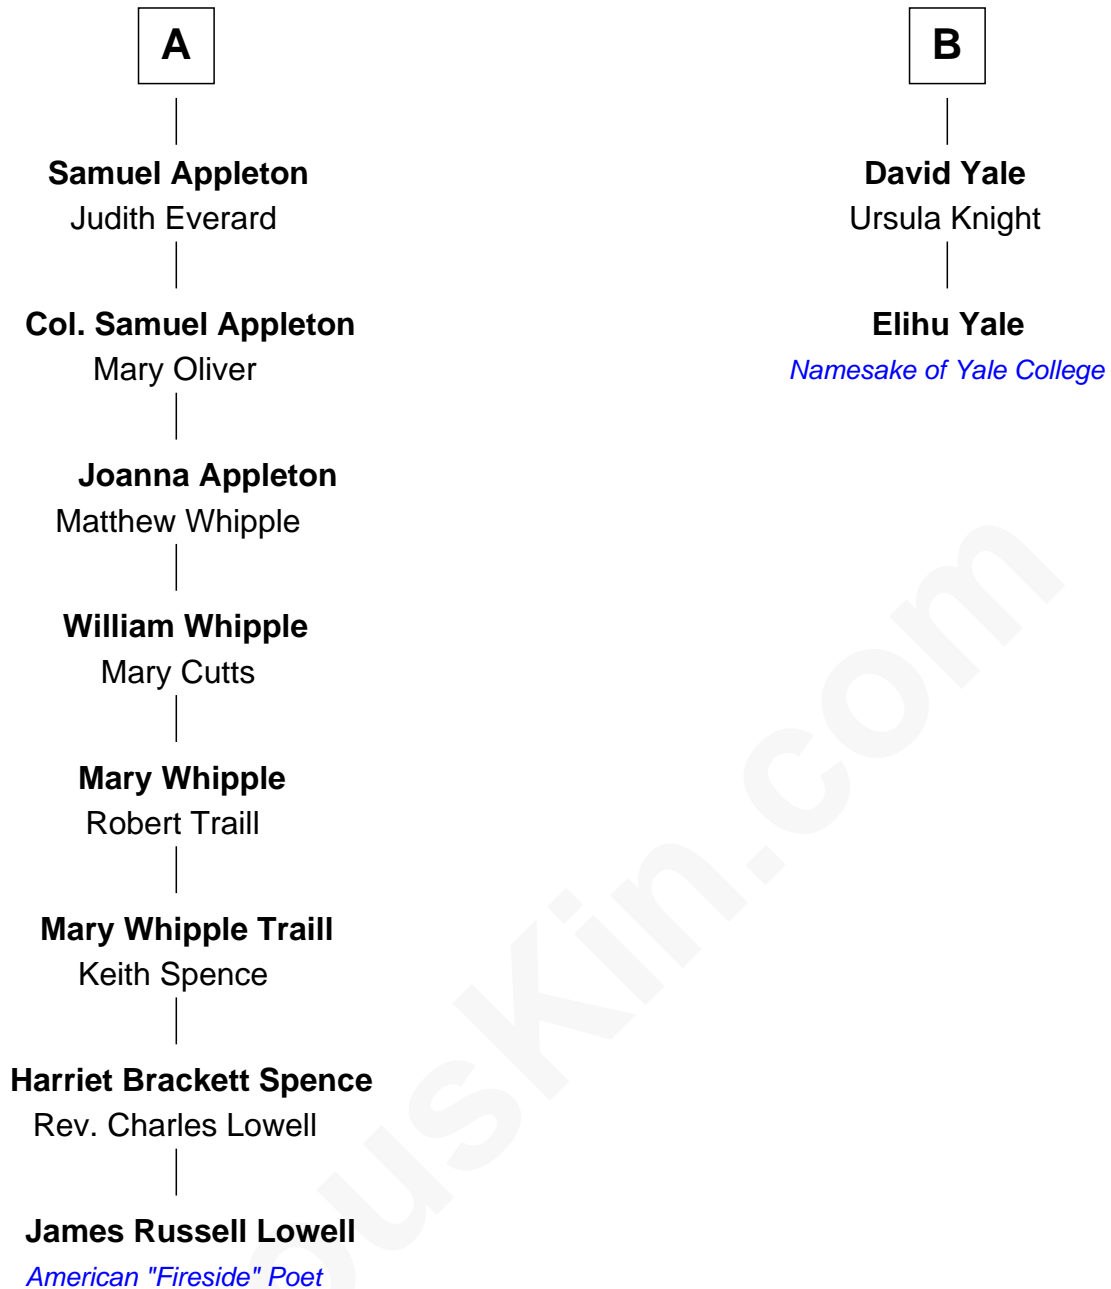 A
Samuel Appleton
Judith Everard
Col. Samuel Appleton
Mary Oliver
Joanna Appleton
Matthew Whipple
William Whipple
Mary Cutts
Mary Whipple
Robert Traill
Mary Whipple Traill
Keith Spence
Harriet Brackett Spence
Rev. Charles Lowell
James Russell Lowell
American "Fireside" Poet
B
David Yale
Ursula Knight
Elihu Yale
Namesake of Yale College
ousKin.com